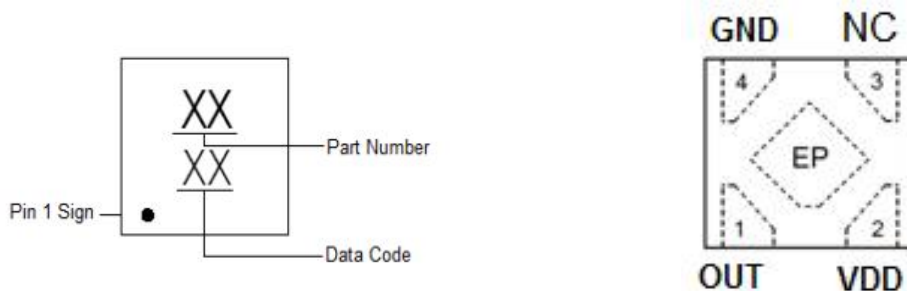 XX
Part Number
XX
Pin 1 Sign
Data Code
GND NC
4 3
EP
1 2
OUT VDD